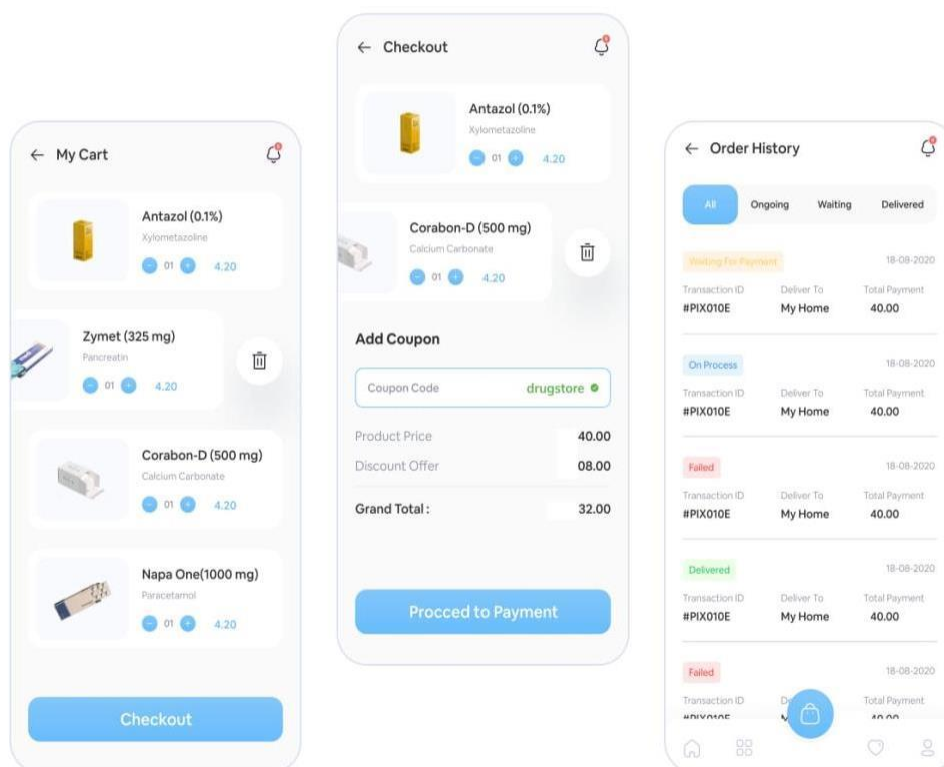 My Cart
Antazol (0.1%)
Xylometazoline
01 4.20
Zymet (325 mg)
Pancreatin
01 4.20
Corabon-D (500 mg)
Calcium Carbonate
01 4.20
Napa One(1000 mg)
Paracetamol
01 4.20
Checkout
Checkout
Antazol (0.1%)
Xylometazoline
01 4.20
Corabon-D (500 mg)
Calcium Carbonate
01 4.20
Add Coupon
Coupon Code drugstore
Product Price 40.00
Discount Offer 08.00
Grand Total : 32.00
Procced to Payment
Order History
All Ongoing Waiting Delivered
Waiting For Payment 18-08-2020
Transaction ID Deliver To Total Payment
#PIX010E My Home 40.00
On Process 18-08-2020
Transaction ID Deliver To Total Payment
#PIX010E My Home 40.00
Failed 18-08-2020
Transaction ID Deliver To Total Payment
#PIX010E My Home 40.00
Delivered 18-08-2020
Transaction ID Deliver To Total Payment
#PIX010E My Home 40.00
Failed 18-08-2020
Transaction ID Total Payment
#PIX010E 40.00